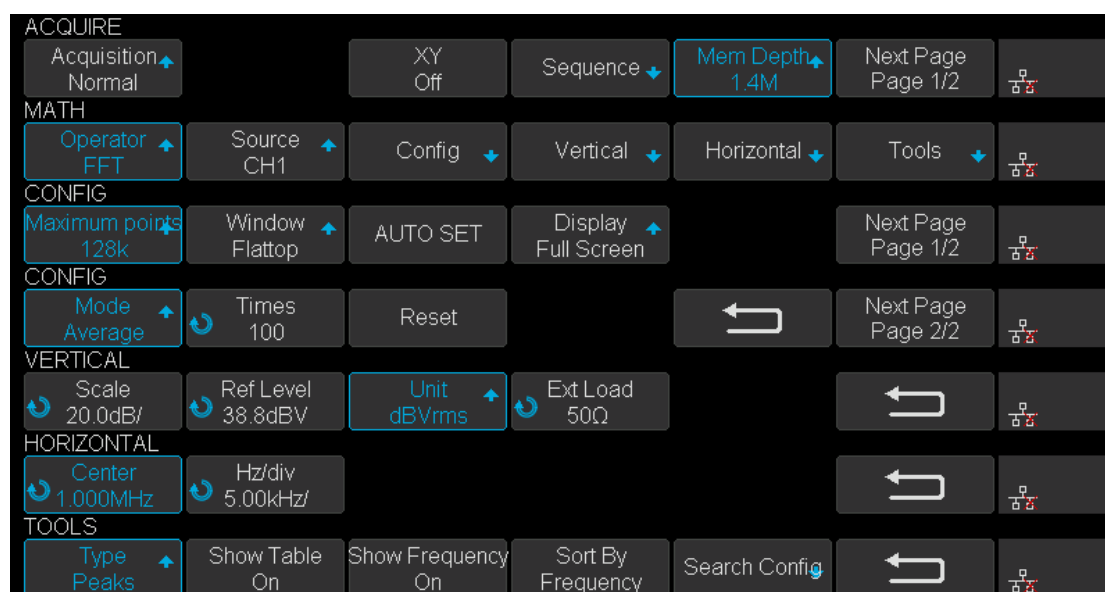 ACQUIRE
Acquisition XY Sequence Mem Depth Next Page
Normal Off 1.4M Page 1/2
MATH
Operator Source Config Vertical Horizontal Tools
FFT CH1
CONFIG
Maximum points Window AUTO SET Display Next Page
128k Flattop Full Screen Page 1/2
CONFIG
Mode Times Reset Next Page
Average 100 Page 2/2
VERTICAL
Scale Ref Level Unit Ext Load
20.0dB/ 38.8dBV dBVrms 50Ω
HORIZONTAL
Center Hz/div
1.000MHz 5.00kHz/
TOOLS
Type Show Table Show Frequency Sort By Search Config
Peaks On On Frequency